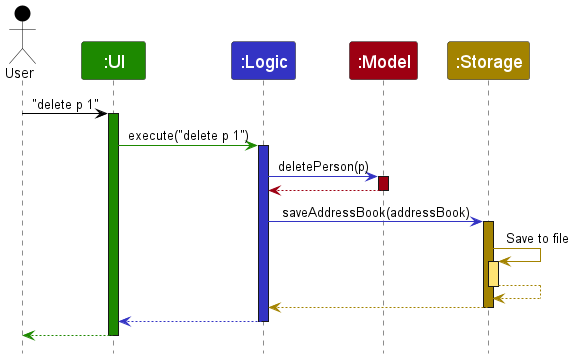 :UI
:Logic
:Model
:Storage
User
"delete p 1"
execute("delete p 1")
deletePerson(p)
saveAddressBook(addressBook)
Save to file